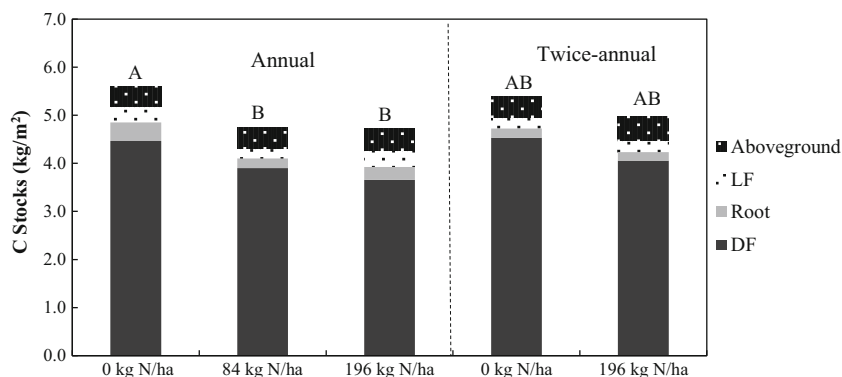 7.0
6.0
5.0
4.0
3.0
2.0
1.0
0.0
C Stocks (kg/m²)
Annual
Twice-annual
A
B
B
AB
AB
Aboveground
LF
Root
DF
0 kg N/ha
84 kg N/ha
196 kg N/ha
0 kg N/ha
196 kg N/ha